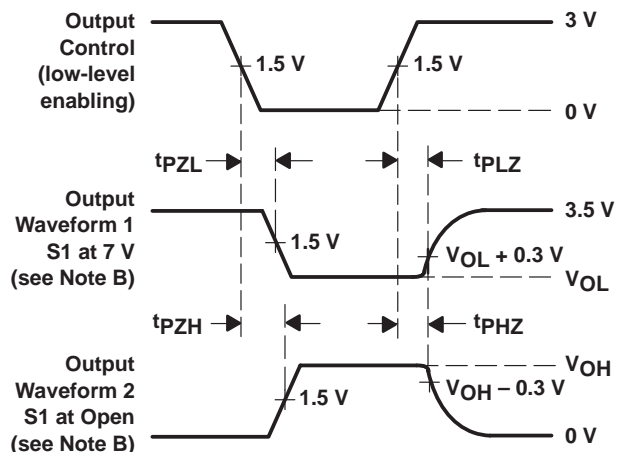 Output
Control
(low-level
enabling)
3 V
1.5 V
1.5 V
0 V
tPZL
tPLZ
Output
Waveform 1
S1 at 7 V
(see Note B)
3.5 V
1.5 V
VOL + 0.3 V
VOL
tPZH
tPHZ
Output
Waveform 2
S1 at Open
(see Note B)
VOH
1.5 V
VOH – 0.3 V
0 V